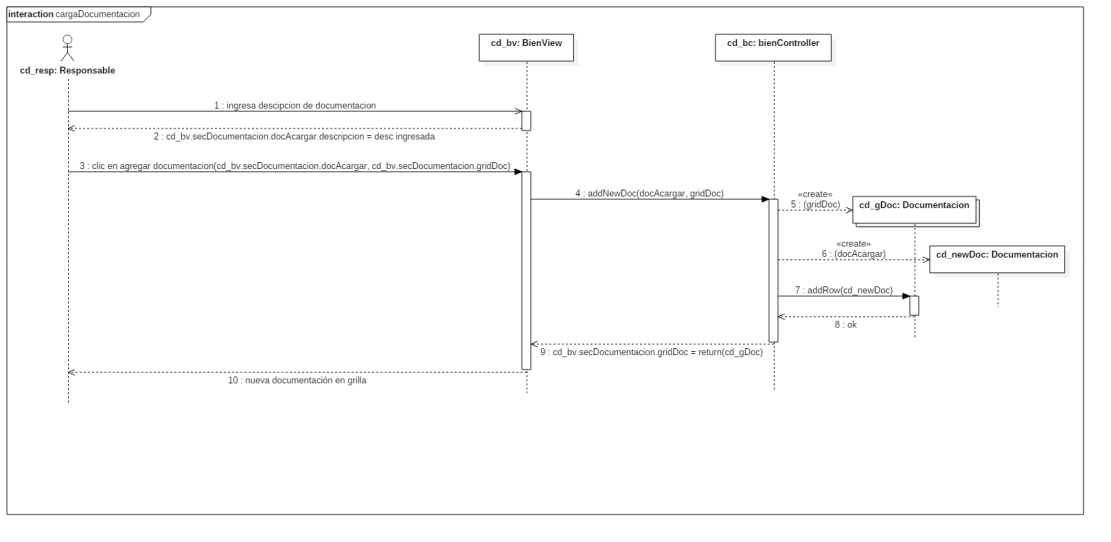 interaction cargaDocumentacion
cd_resp: Responsable
cd_bv: BienView
cd_bc: bienController
1 : ingresa descipcion de documentacion
2 : cd_bv.secDocumentacion.docAcargar.descripcion = desc ingresada
3 : clic en agregar documentacion(cd_bv.secDocumentacion.docAcargar, cd_bv.secDocumentacion.gridDoc)
4 : addNewDoc(docAcargar, gridDoc)
«create»
5 : (gridDoc)
cd_gDoc: Documentacion
«create»
6 : (docAcargar)
cd_newDoc: Documentacion
7 : addRow(cd_newDoc)
8 : ok
9 : cd_bv.secDocumentacion.gridDoc = return(cd_gDoc)
10 : nueva documentación en grilla